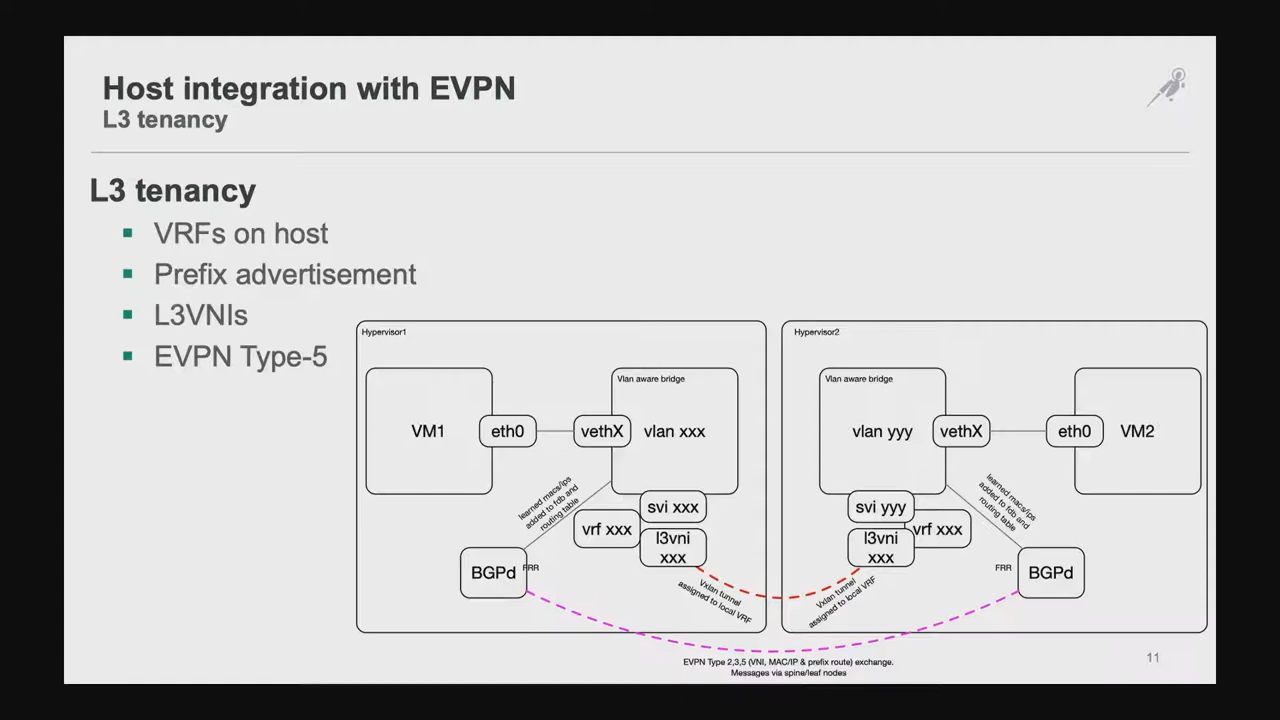 Host integration with EVPN
L3 tenancy
L3 tenancy
VRFs on host
Prefix advertisement
L3VNIs
EVPN Type-5
Hypervisor1
VM1
eth0
vethX
Vlan aware bridge
vlan xxx
svi xxx
vrf xxx
l3vni
xxx
learned macs/ips
added to fdb and
routing table
BGPd
FRR
Vxlan tunnel
assigned to local VRF
Hypervisor2
Vlan aware bridge
vlan yyy
vethX
eth0
VM2
svi yyy
vrf xxx
l3vni
xxx
learned macs/ips
added to fdb and
routing table
FRR
BGPd
Vxlan tunnel
assigned to local VRF
EVPN Type 2,3,5 (VNI, MAC/IP & prefix route) exchange.
Messages via spine/leaf nodes
11